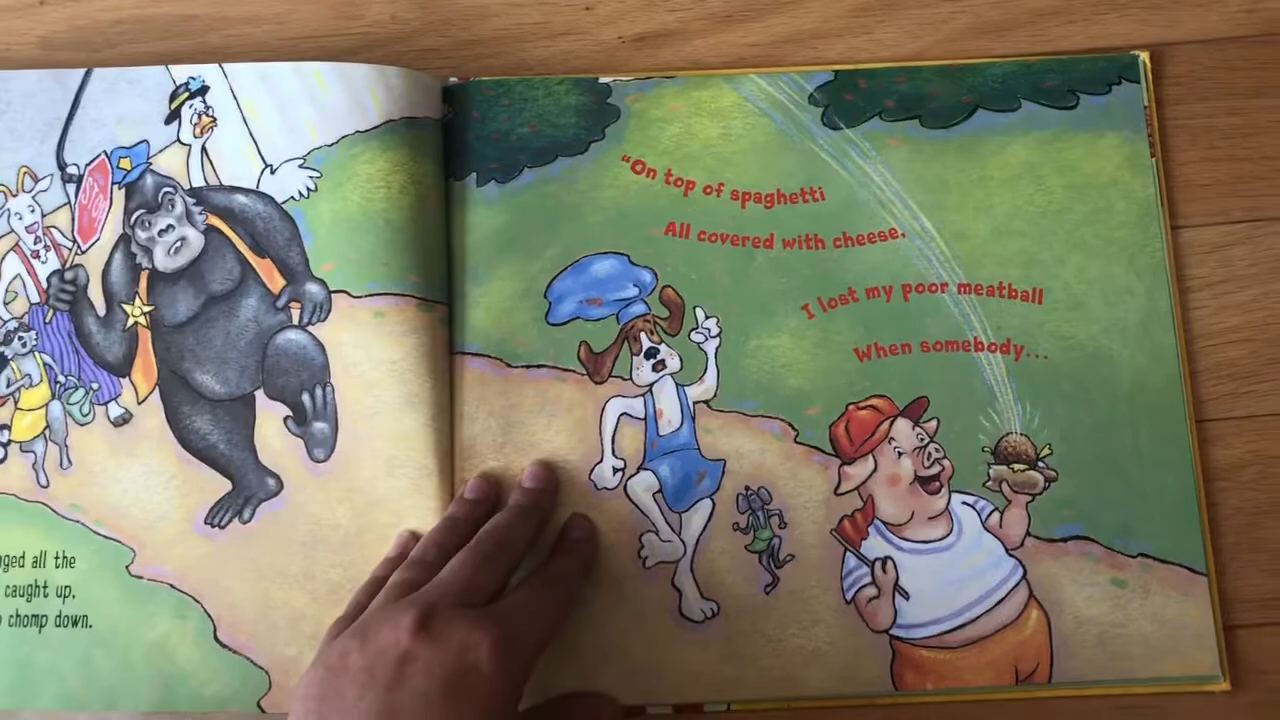 STOP
ged all the
caught up,
chomp down.
“On top of spaghetti
All covered with cheese,
I lost my poor meatball
When somebody...